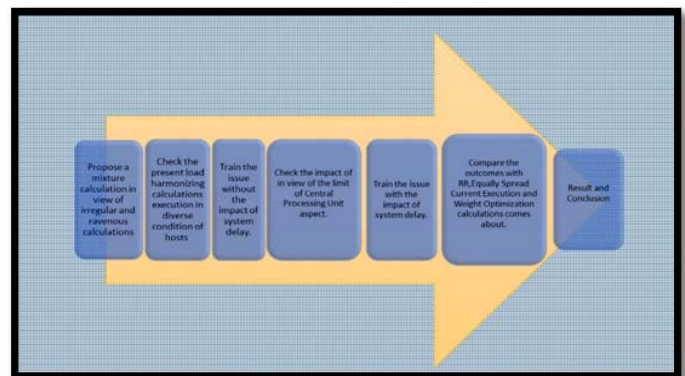 Propose a
mixture
calculation in
view of
irregular and
ravenous
calculations
Check the
present load
harmonizing
calculations
execution in
diverse
condition of
hosts
Train the
issue
without
the
impact of
system
delay.
Check the impact of
in view of the limit
of Central
Processing Unit
aspect.
Train the issue
with the
impact of
system delay.
Compare the
outcomes with
RR,Equally Spread
Current Execution and
Weight Optimization
calculations comes
about.
Result and
Conclusion